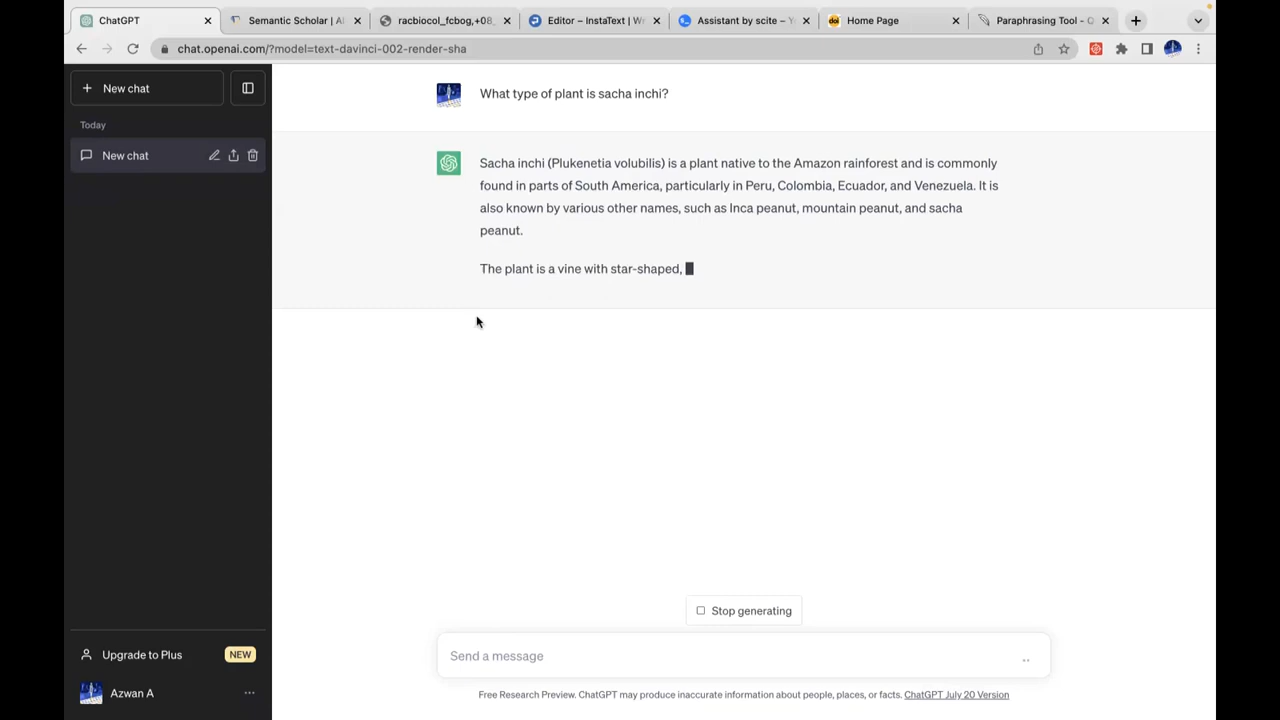 ChatGPT
Semantic Scholar | AI
racbiocol_fcbog,+08_
Editor – InstaText | W
Assistant by scite – Y
Home Page
Paraphrasing Tool - Q
chat.openai.com/?model=text-davinci-002-render-sha
New chat
Today
New chat
What type of plant is sacha inchi?
Sacha inchi (Plukenetia volubilis) is a plant native to the Amazon rainforest and is commonly
found in parts of South America, particularly in Peru, Colombia, Ecuador, and Venezuela. It is
also known by various other names, such as Inca peanut, mountain peanut, and sacha
peanut.
The plant is a vine with star-shaped,
Stop generating
Send a message
Free Research Preview. ChatGPT may produce inaccurate information about people, places, or facts. ChatGPT July 20 Version
Upgrade to Plus
NEW
Azwan A